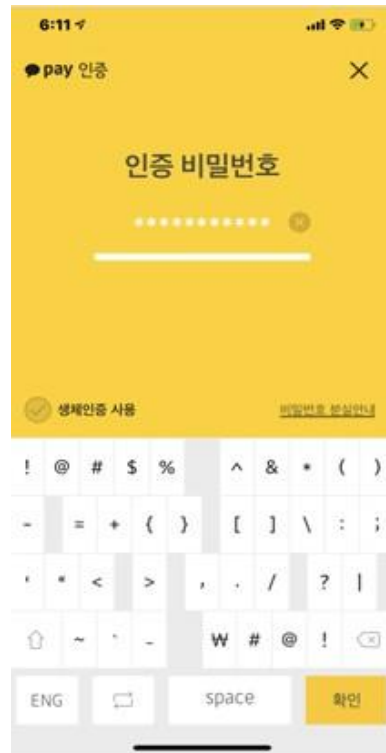 6:11
pay 인증
인증 비밀번호
생체인증 사용 비밀번호 분실안내
! @ # $ % ^ & * ( )
- = + { } [ ] \ : ;
' " < > , . / ? |
~ ` - ₩ # @ !
ENG space 확인